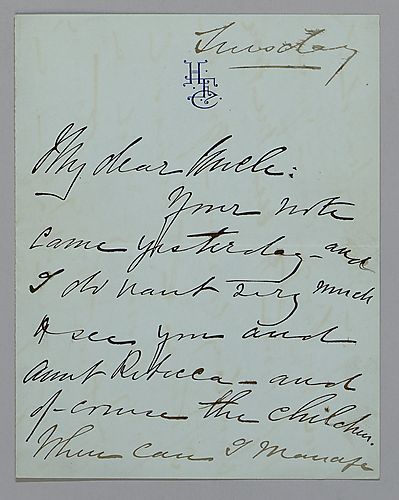 Tuesday
HFC
My dear Uncle:
Your note
came yesterday - and
I do want very much
to see you and
Aunt Rebecca - and
of-course the children.
When can I manage